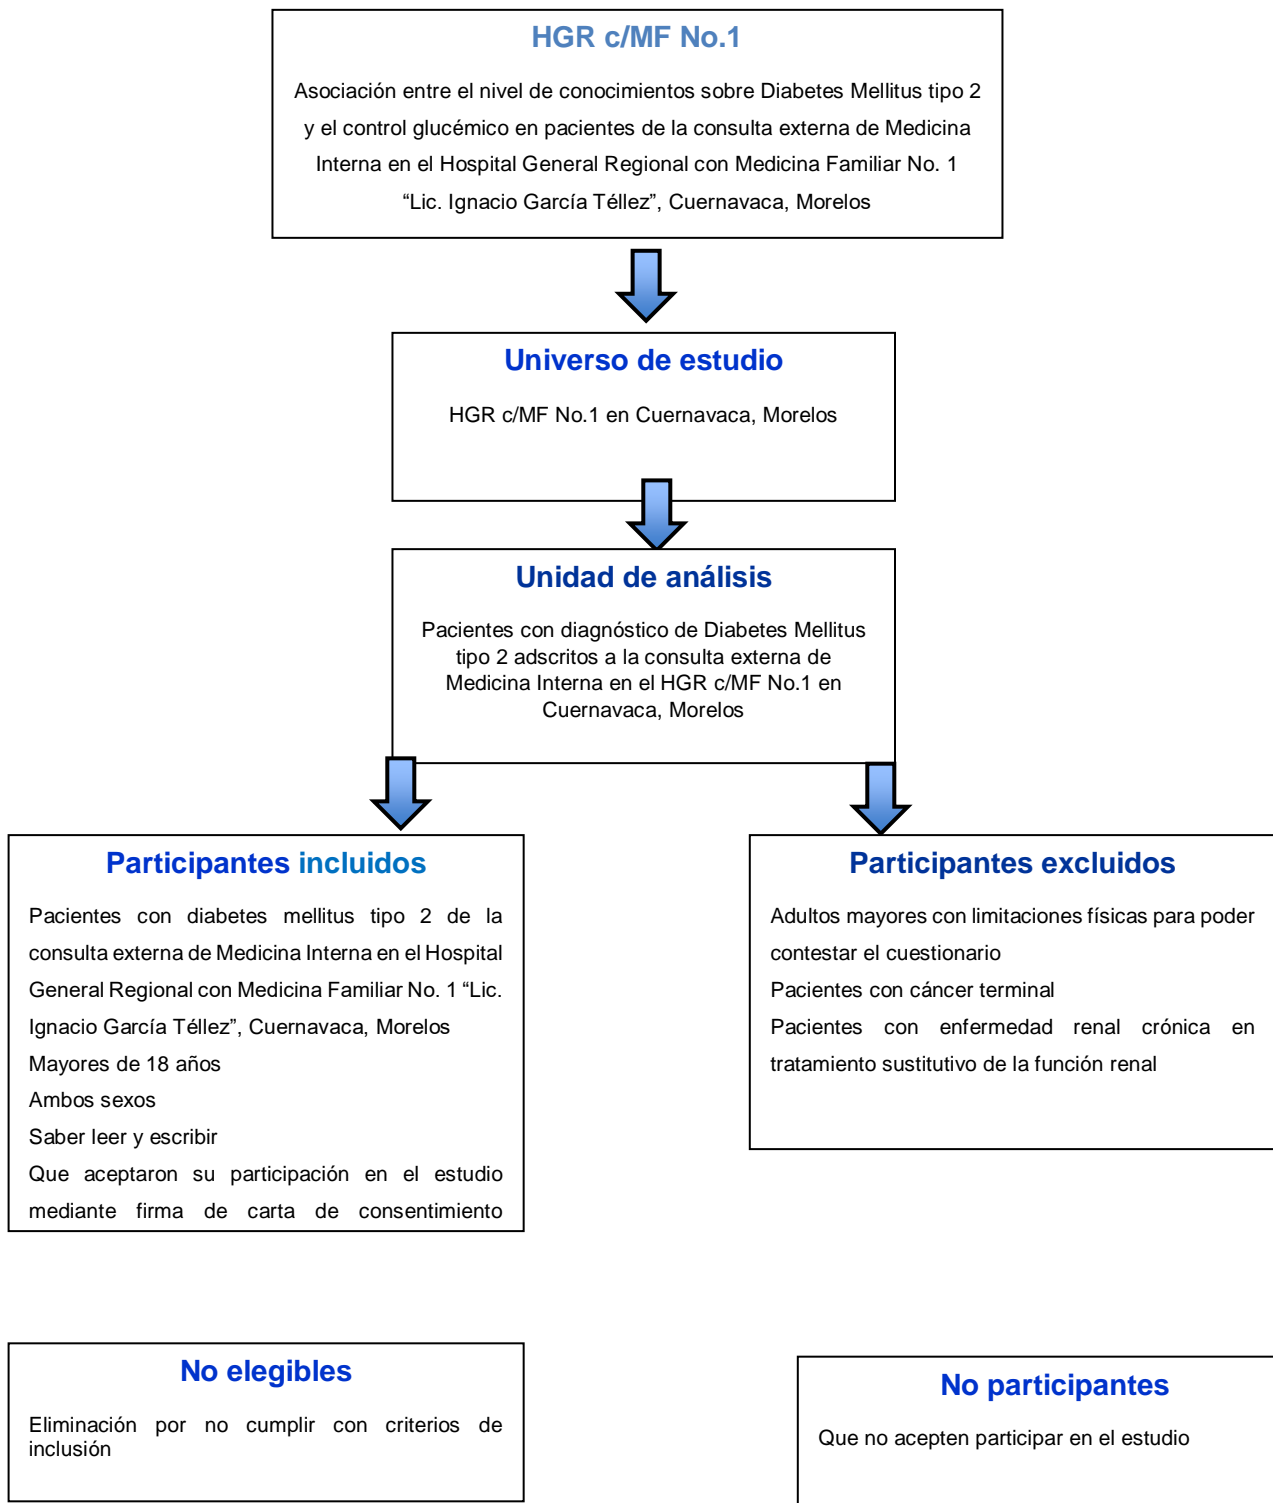 HGR c/MF No.1
Asociación entre el nivel de conocimientos sobre Diabetes Mellitus tipo 2
y el control glucémico en pacientes de la consulta externa de Medicina
Interna en el Hospital General Regional con Medicina Familiar No. 1
“Lic. Ignacio García Téllez”, Cuernavaca, Morelos
Universo de estudio
HGR c/MF No.1 en Cuernavaca, Morelos
Unidad de análisis
Pacientes con diagnóstico de Diabetes Mellitus
tipo 2 adscritos a la consulta externa de
Medicina Interna en el HGR c/MF No.1 en
Cuernavaca, Morelos
Participantes incluidos
Pacientes con diabetes mellitus tipo 2 de la
consulta externa de Medicina Interna en el Hospital
General Regional con Medicina Familiar No. 1 “Lic.
Ignacio García Téllez”, Cuernavaca, Morelos
Mayores de 18 años
Ambos sexos
Saber leer y escribir
Que aceptaron su participación en el estudio
mediante firma de carta de consentimiento
Participantes excluidos
Adultos mayores con limitaciones físicas para poder
contestar el cuestionario
Pacientes con cáncer terminal
Pacientes con enfermedad renal crónica en
tratamiento sustitutivo de la función renal
No elegibles
Eliminación por no cumplir con criterios de
inclusión
No participantes
Que no acepten participar en el estudio